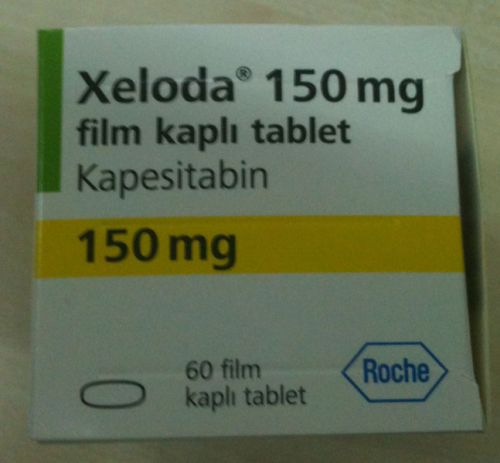 Xeloda® 150 mg
film kaplı tablet
Kapesitabin
150 mg
60 film
kaplı tablet
Roche